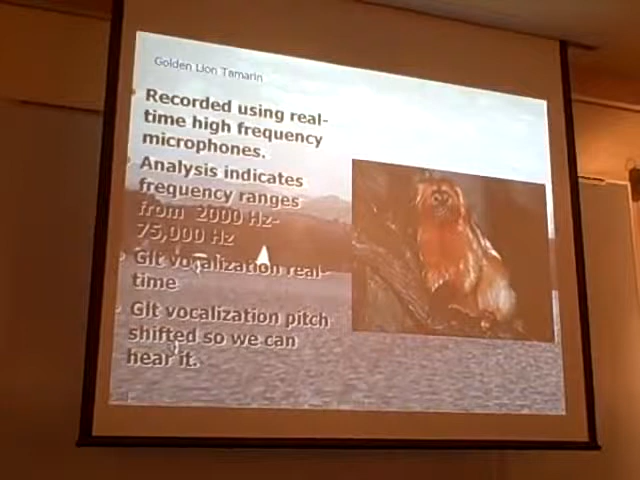 Golden Lion Tamarin
Recorded using real-
time high frequency
microphones.
Analysis indicates
frequency ranges
from 2000 Hz-
75,000 Hz
Glt vocalization real-
time
Glt vocalization pitch
shifted so we can
hear it.